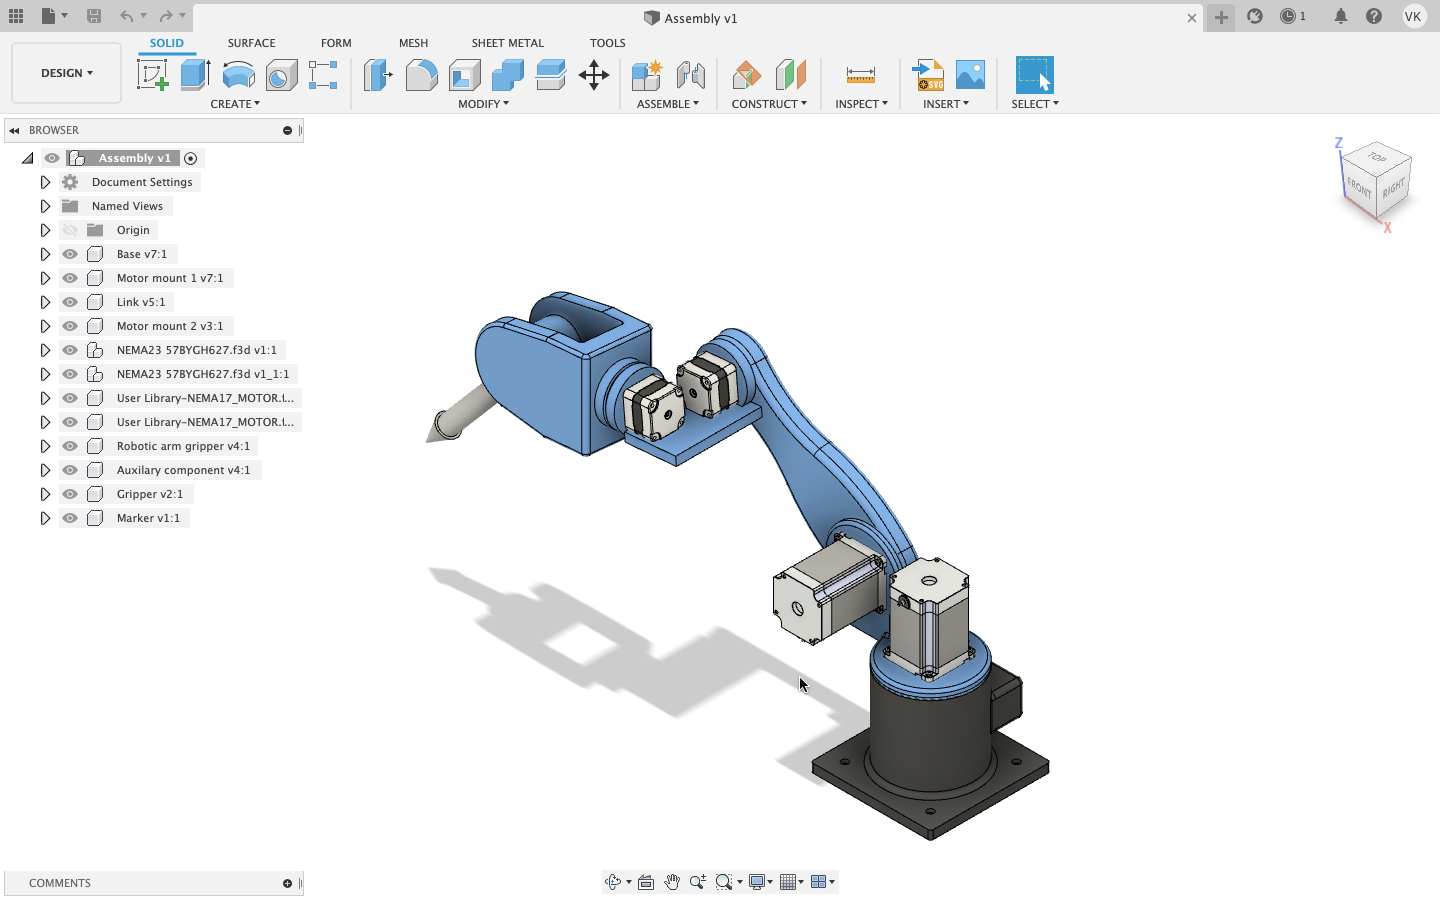 Assembly v1
1
VK
DESIGN
SOLID
SURFACE
FORM
MESH
SHEET METAL
TOOLS
CREATE
MODIFY
ASSEMBLE
CONSTRUCT
INSPECT
INSERT
SELECT
SVG
BROWSER
Assembly v1
Document Settings
Named Views
Origin
Base v7:1
Motor mount 1 v7:1
Link v5:1
Motor mount 2 v3:1
NEMA23 57BYGH627.f3d v1:1
NEMA23 57BYGH627.f3d v1_1:1
User Library-NEMA17_MOTOR.f...
User Library-NEMA17_MOTOR.f...
Robotic arm gripper v4:1
Auxilary component v4:1
Gripper v2:1
Marker v1:1
Z
TOP
FRONT
RIGHT
X
COMMENTS